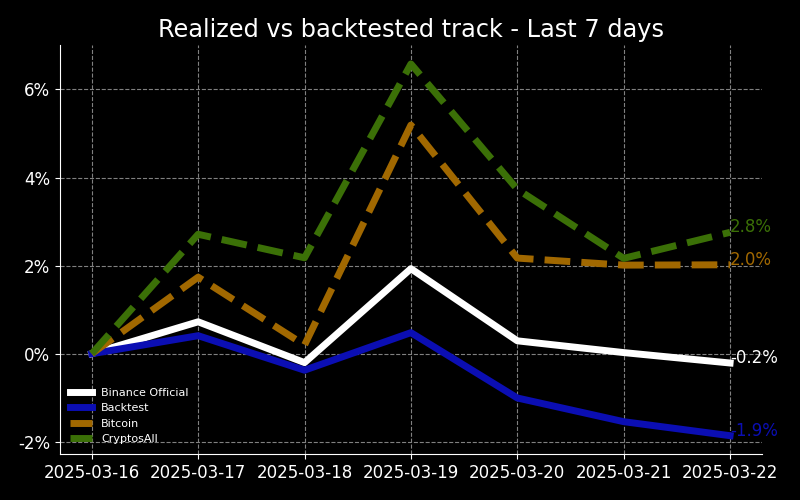 Realized vs backtested track - Last 7 days
6%
4%
2%
0%
-2%
2.8%
2.0%
-0.2%
-1.9%
Binance Official
Backtest
Bitcoin
CryptosAll
2025-03-16 2025-03-17 2025-03-18 2025-03-19 2025-03-20 2025-03-21 2025-03-22